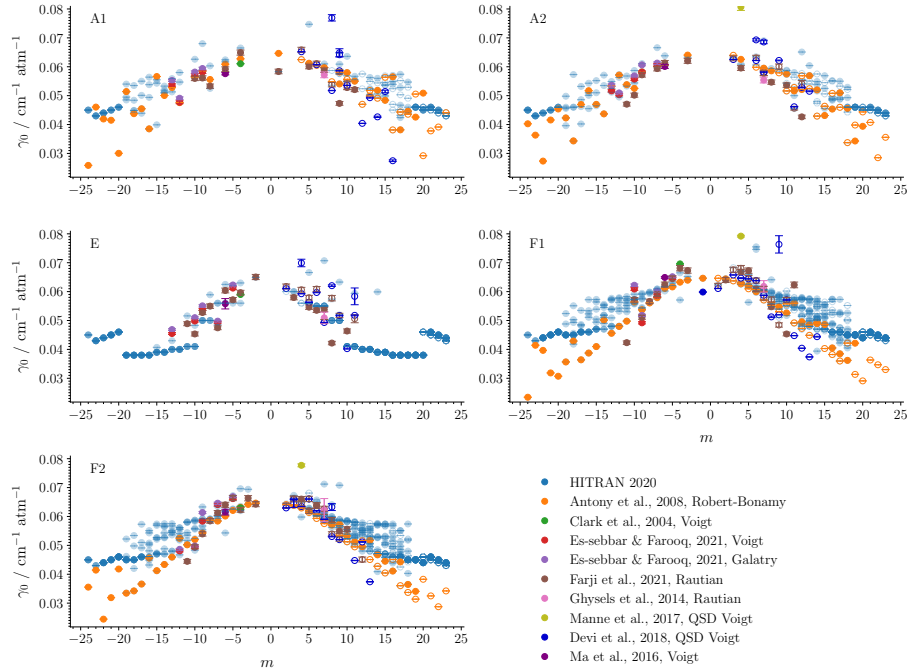 A1
A2
0.08
0.07
0.06
0.05
0.04
0.03
γ₀ / cm⁻¹ atm⁻¹
−25 −20 −15 −10 −5 0 5 10 15 20 25
0.08
0.07
0.06
0.05
0.04
0.03
−25 −20 −15 −10 −5 0 5 10 15 20 25
E
F1
0.08
0.07
0.06
0.05
0.04
0.03
γ₀ / cm⁻¹ atm⁻¹
−25 −20 −15 −10 −5 0 5 10 15 20 25
0.08
0.07
0.06
0.05
0.04
0.03
−25 −20 −15 −10 −5 0 5 10 15 20 25
m
F2
0.08
0.07
0.06
0.05
0.04
0.03
γ₀ / cm⁻¹ atm⁻¹
−25 −20 −15 −10 −5 0 5 10 15 20 25
m
HITRAN 2020
Antony et al., 2008, Robert-Bonamy
Clark et al., 2004, Voigt
Es-sebbar & Farooq, 2021, Voigt
Es-sebbar & Farooq, 2021, Galatry
Farji et al., 2021, Rautian
Ghysels et al., 2014, Rautian
Manne et al., 2017, QSD Voigt
Devi et al., 2018, QSD Voigt
Ma et al., 2016, Voigt